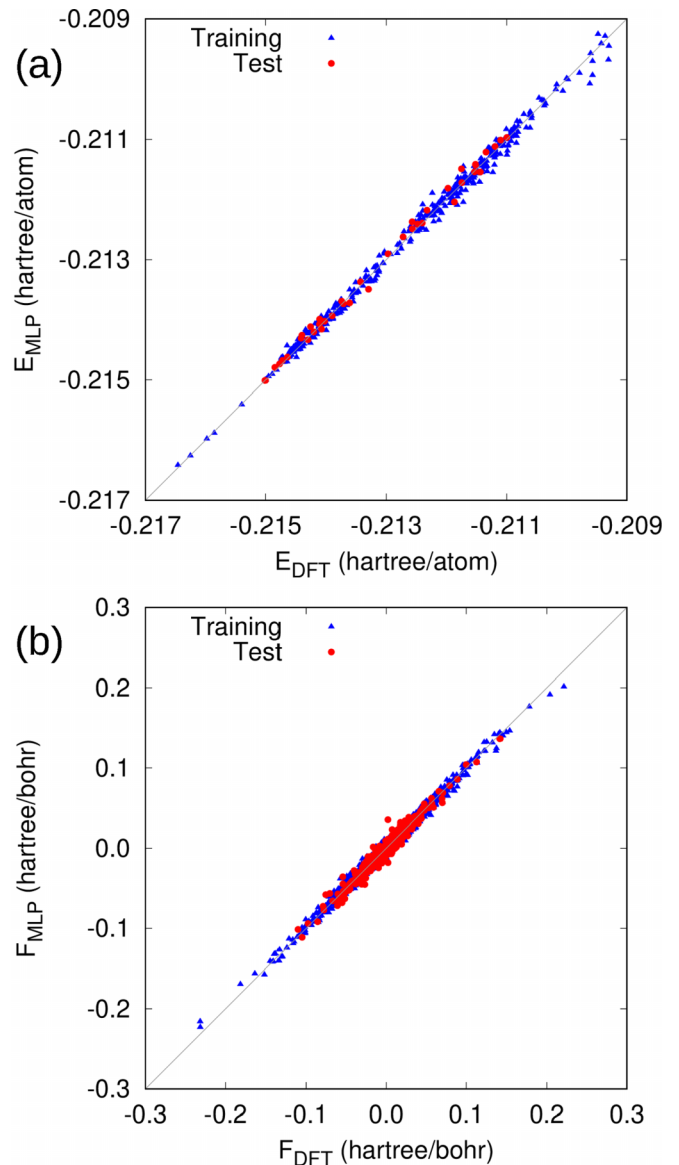 (a)
Training
Test
-0.209
-0.211
-0.213
-0.215
-0.217
E_MLP (hartree/atom)
-0.217 -0.215 -0.213 -0.211 -0.209
E_DFT (hartree/atom)
(b)
Training
Test
0.3
0.2
0.1
0.0
-0.1
-0.2
-0.3
F_MLP (hartree/bohr)
-0.3 -0.2 -0.1 0.0 0.1 0.2 0.3
F_DFT (hartree/bohr)